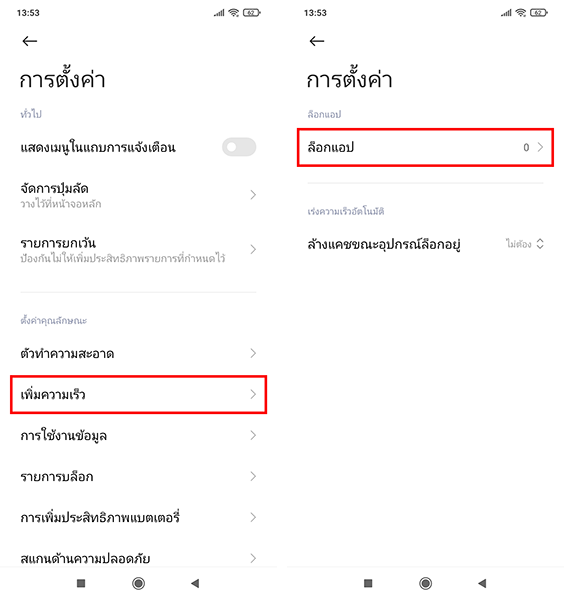 13:53
62
การตั้งค่า
ทั่วไป
แสดงเมนูในแถบการแจ้งเตือน
จัดการปุ่มลัด
วางไว้ที่หน้าจอหลัก
รายการยกเว้น
ป้องกันไม่ให้เพิ่มประสิทธิภาพรายการที่กำหนดไว้
ตั้งค่าคุณลักษณะ
ตัวทำความสะอาด
เพิ่มความเร็ว
การใช้งานข้อมูล
รายการบล็อก
การเพิ่มประสิทธิภาพแบตเตอรี่
สแกนด้านความปลอดภัย
13:53
62
การตั้งค่า
ล็อกแอป
ล็อกแอป 0
เร่งความเร็วอัตโนมัติ
ล้างแคชขณะอุปกรณ์ล็อกอยู่ ไม่ต้อง